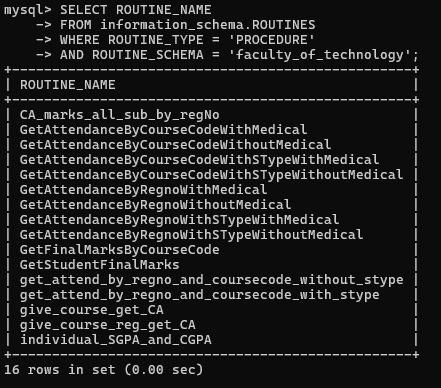 mysql> SELECT ROUTINE_NAME
    -> FROM information_schema.ROUTINES
    -> WHERE ROUTINE_TYPE = 'PROCEDURE'
    -> AND ROUTINE_SCHEMA = 'faculty_of_technology';
+--------------------------------------------------+
| ROUTINE_NAME                                     |
+--------------------------------------------------+
| CA_marks_all_sub_by_regNo                        |
| GetAttendanceByCourseCodeWithMedical             |
| GetAttendanceByCourseCodeWithoutMedical          |
| GetAttendanceByCourseCodeWithSTypeWithMedical    |
| GetAttendanceByCourseCodeWithSTypeWithoutMedical |
| GetAttendanceByRegnoWithMedical                  |
| GetAttendanceByRegnoWithoutMedical               |
| GetAttendanceByRegnoWithSTypeWithMedical         |
| GetAttendanceByRegnoWithSTypeWithoutMedical      |
| GetFinalMarksByCourseCode                        |
| GetStudentFinalMarks                             |
| get_attend_by_regno_and_coursecode_without_stype |
| get_attend_by_regno_and_coursecode_with_stype    |
| give_course_get_CA                               |
| give_course_reg_get_CA                           |
| individual_SGPA_and_CGPA                         |
+--------------------------------------------------+
16 rows in set (0.00 sec)